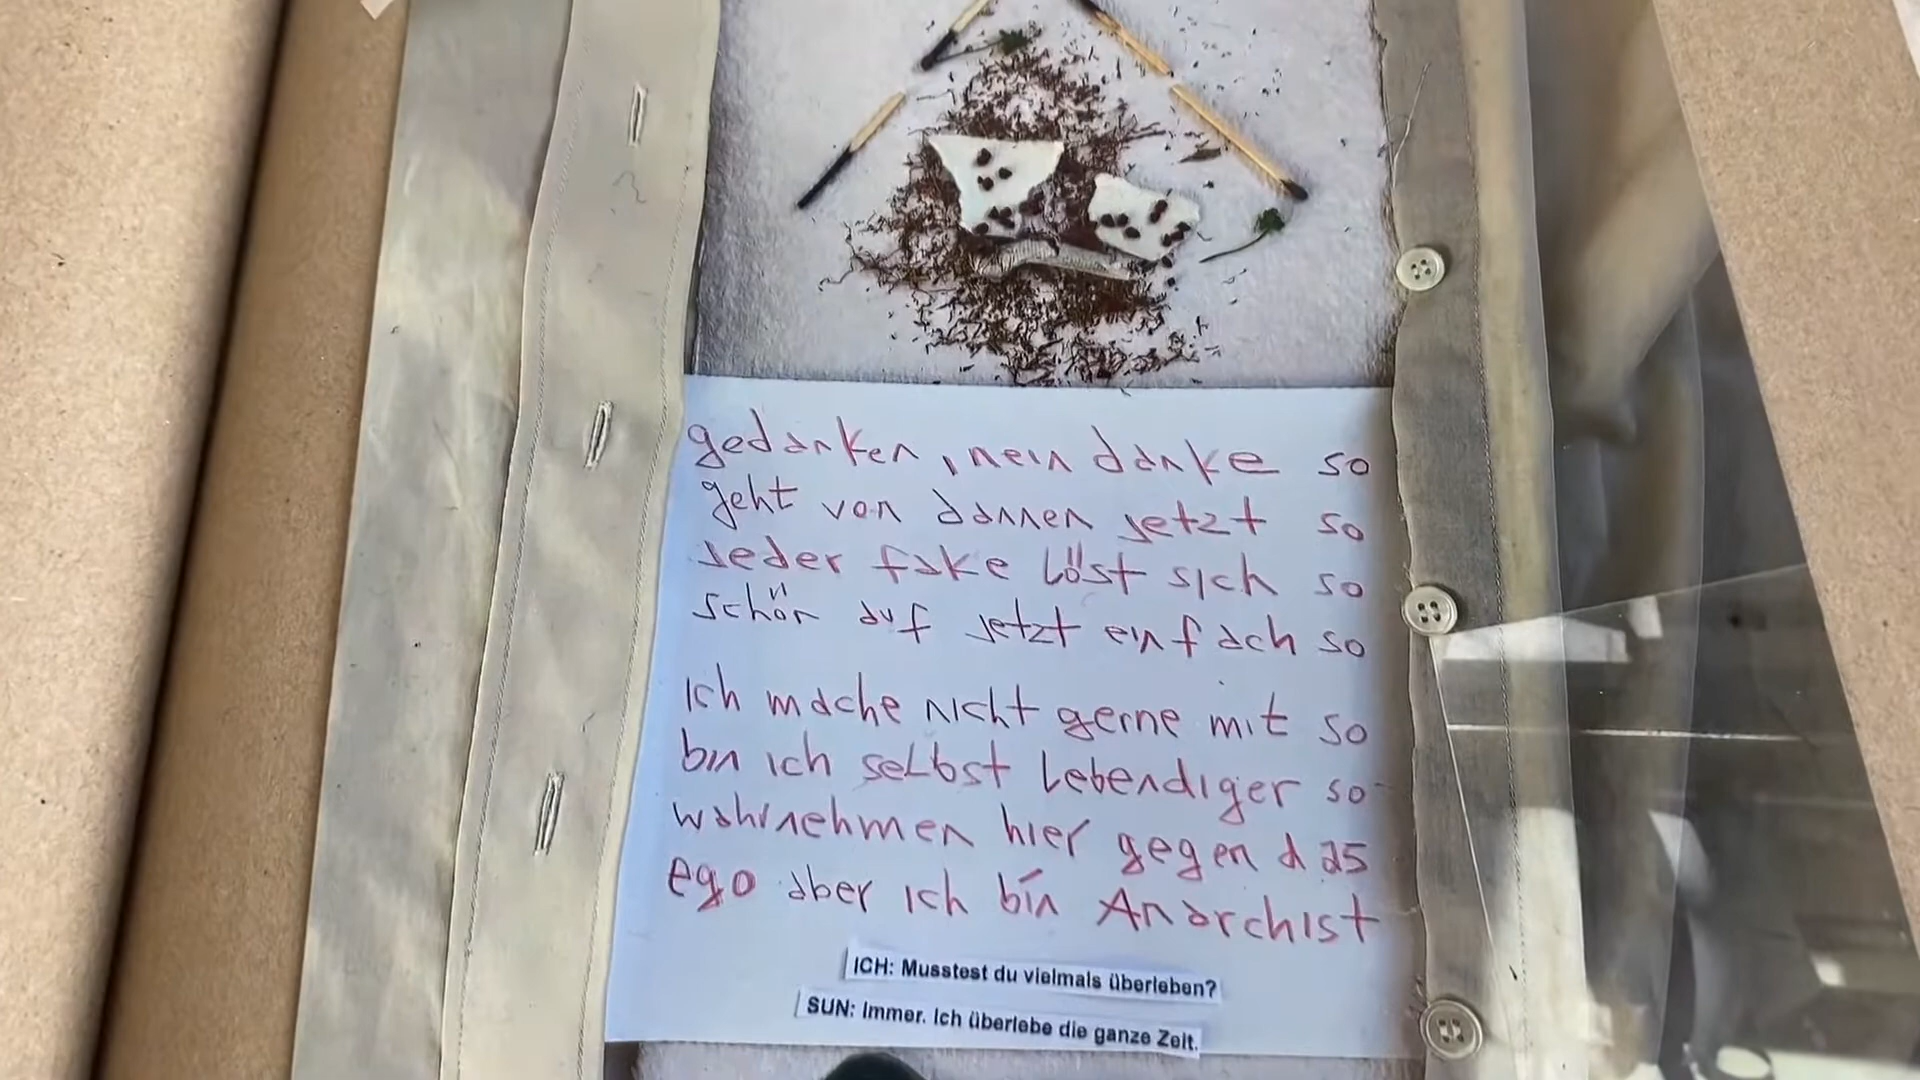 gedanken, nein danke so
geht von dannen jetzt so
jeder fake löst sich so
schön auf jetzt einfach so
ich mache nicht gerne mit so
bin ich selbst lebendiger so
wahrnehmen hier gegen das
ego aber ich bin Anarchist
ICH: Musstest du vielmals überleben?
SUN: Immer. Ich überlebe die ganze Zeit.